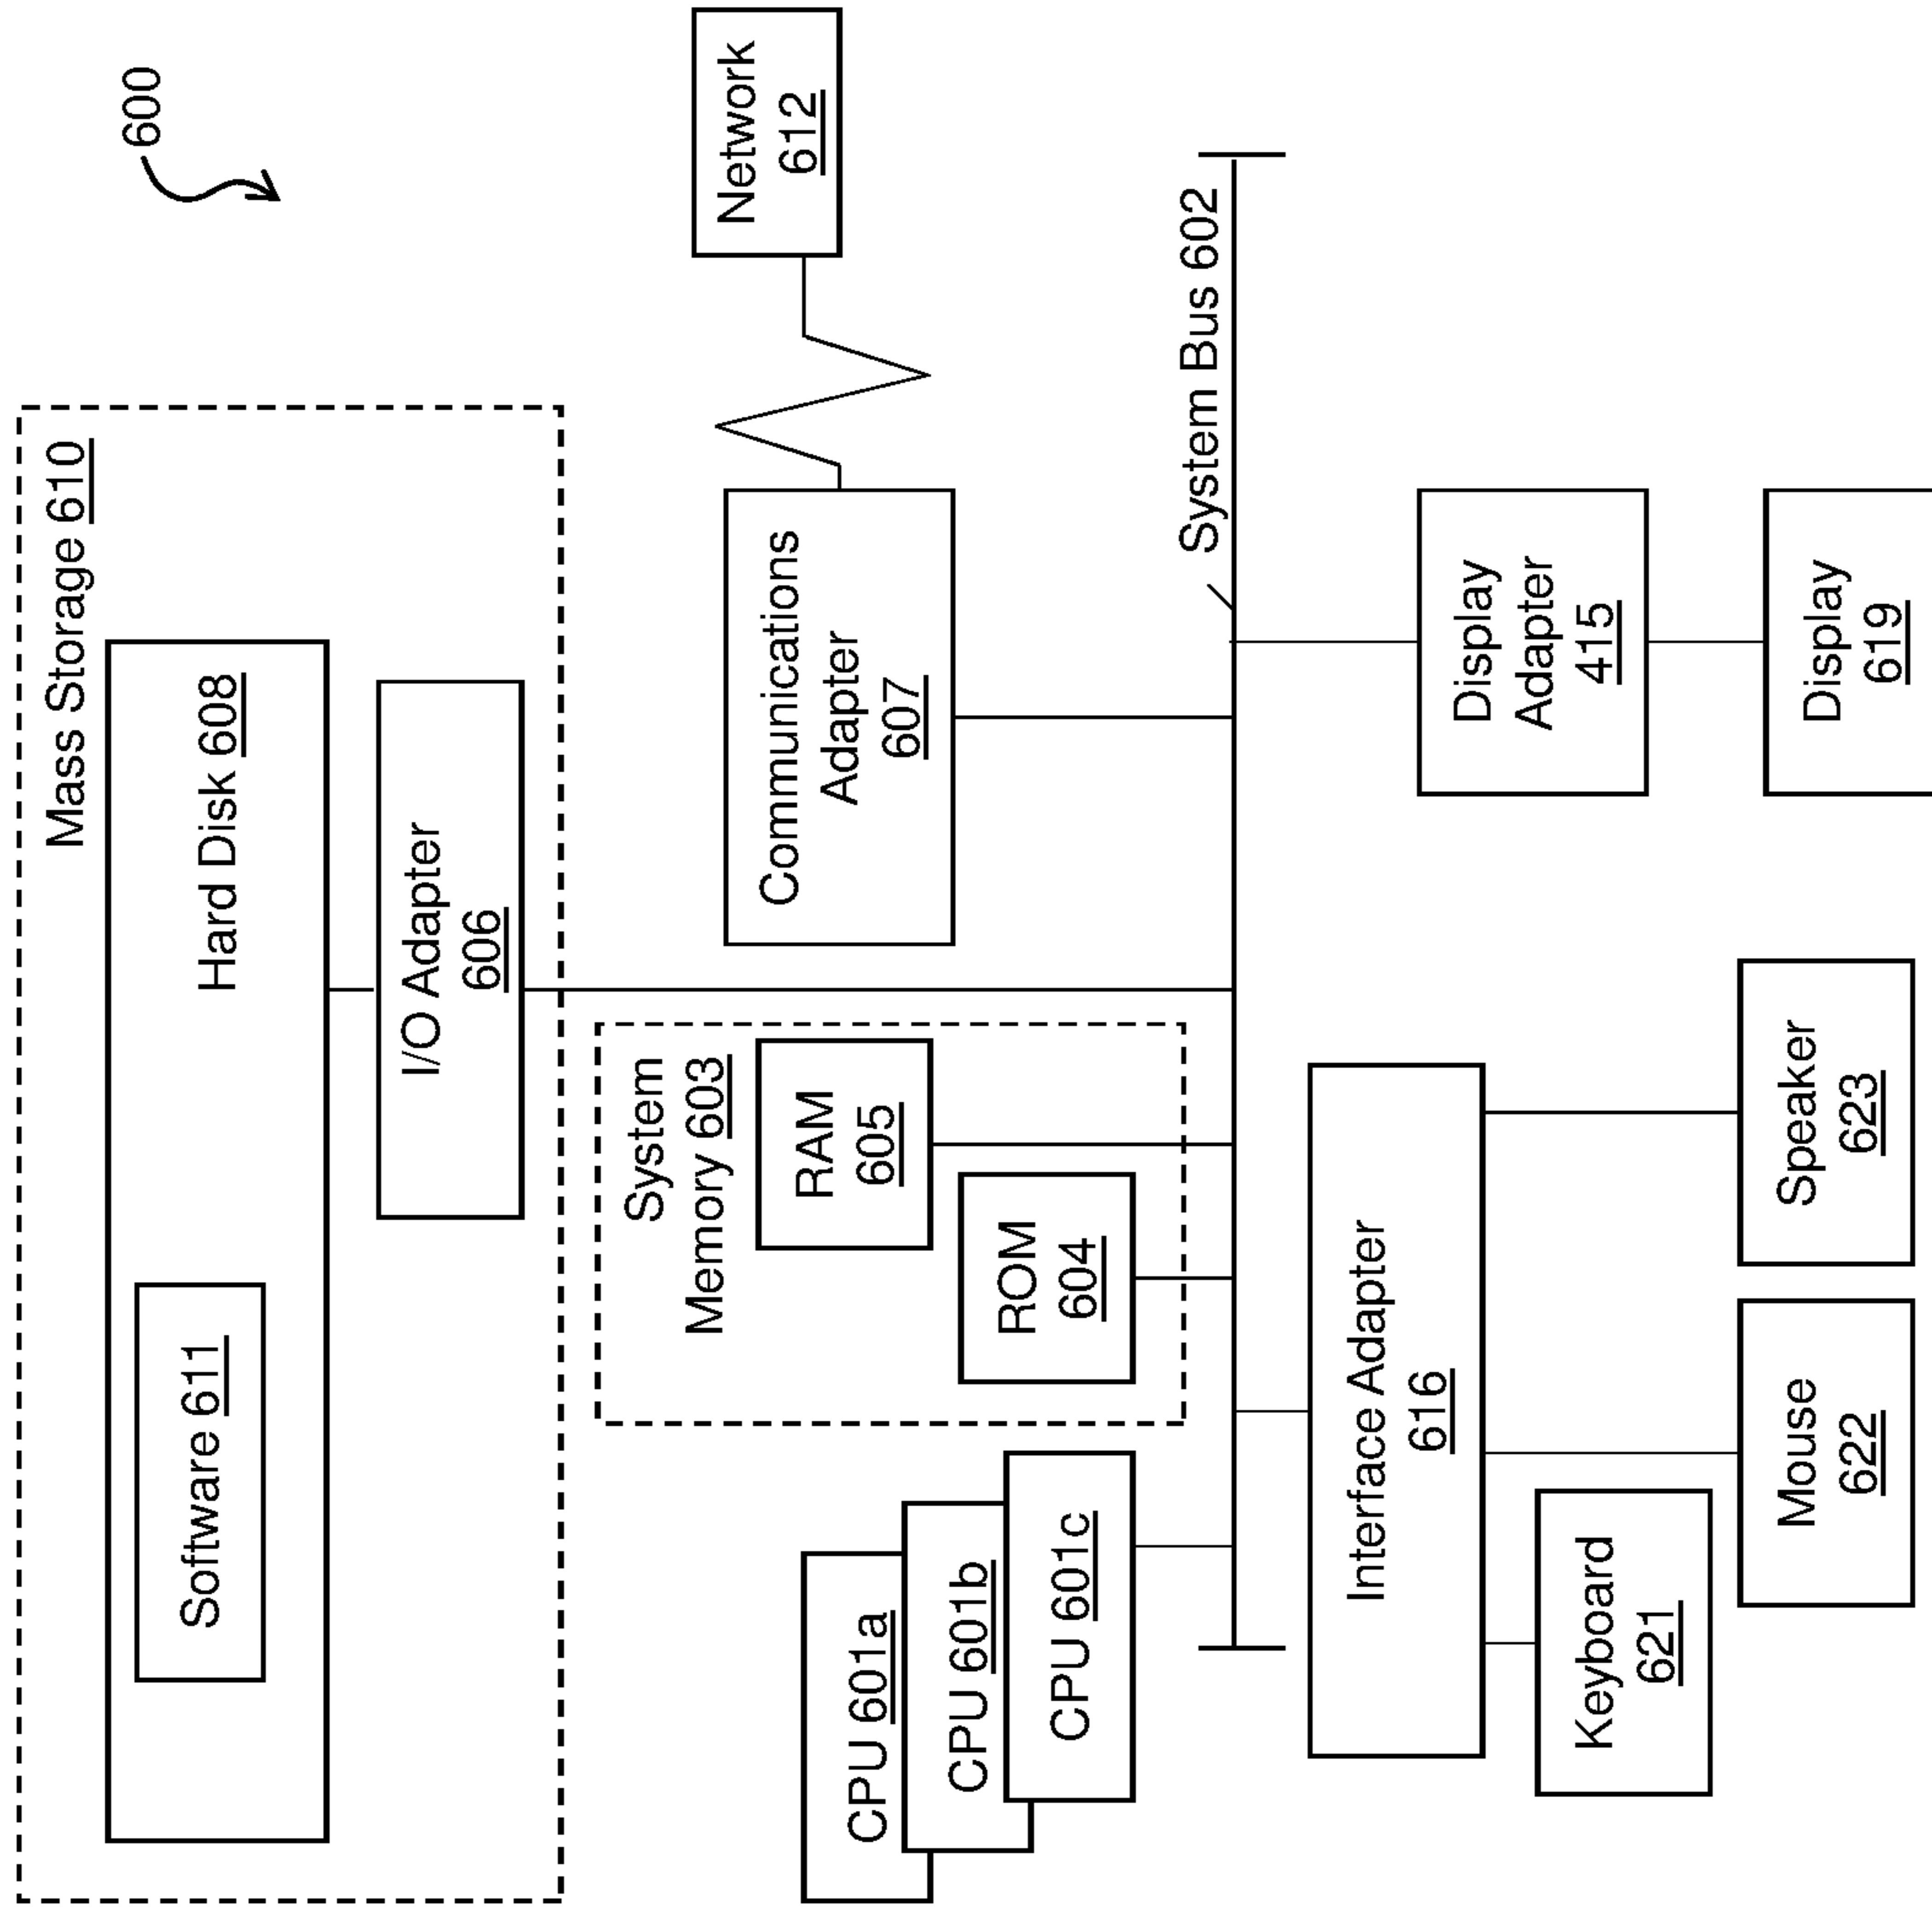 600
Mass Storage 610
Hard Disk 608
Software 611
I/O Adapter
606
System
Memory 603
RAM
605
ROM
604
Communications
Adapter
607
Network
612
CPU 601a
CPU 601b
CPU 601c
System Bus 602
Interface Adapter
616
Display
Adapter
415
Keyboard
621
Mouse
622
Speaker
623
Display
619